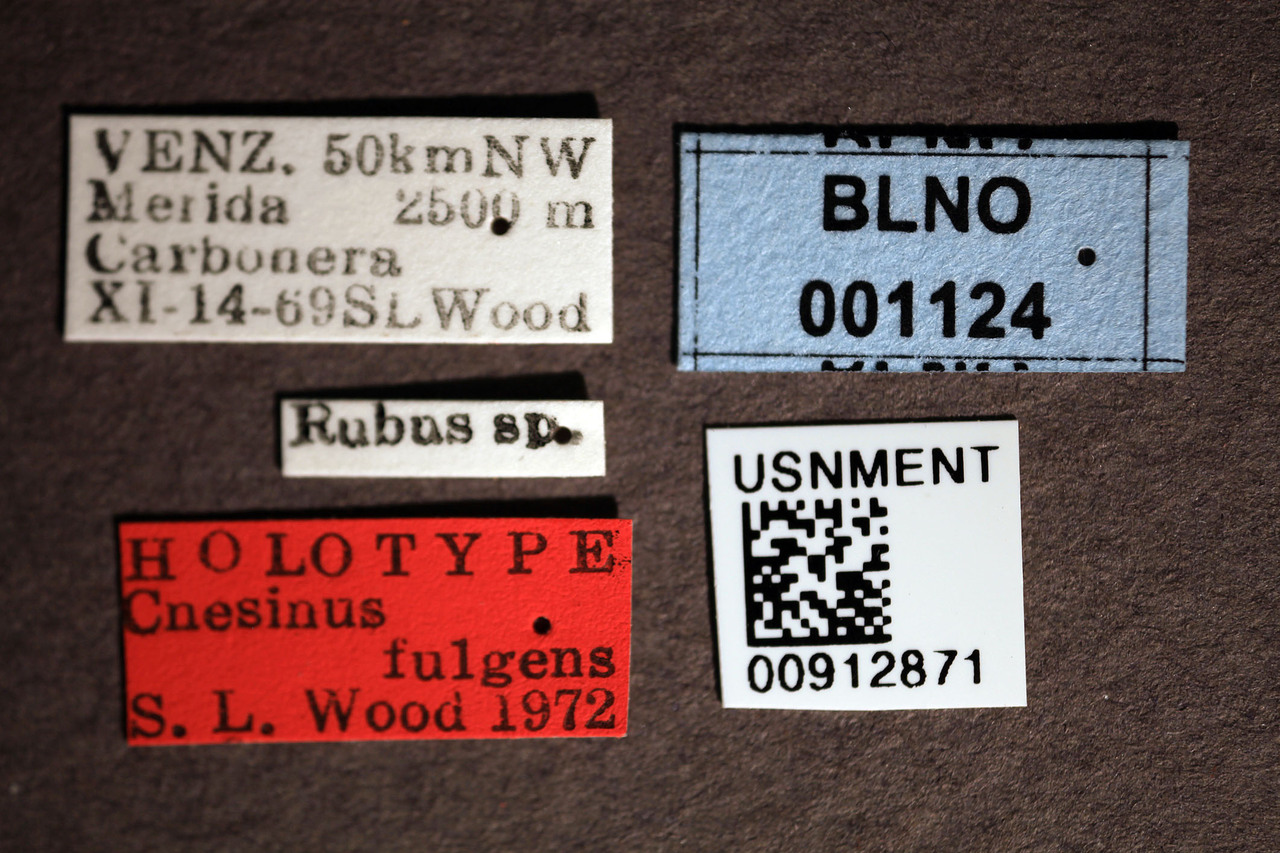 VENZ. 50kmNW
Merida 2500 m
Carbonera
XI-14-69SLWood
Rubus sp.
HOLOTYPE
Cnesinus
fulgens
S. L. Wood 1972
BLNO
001124
USNMENT
00912871